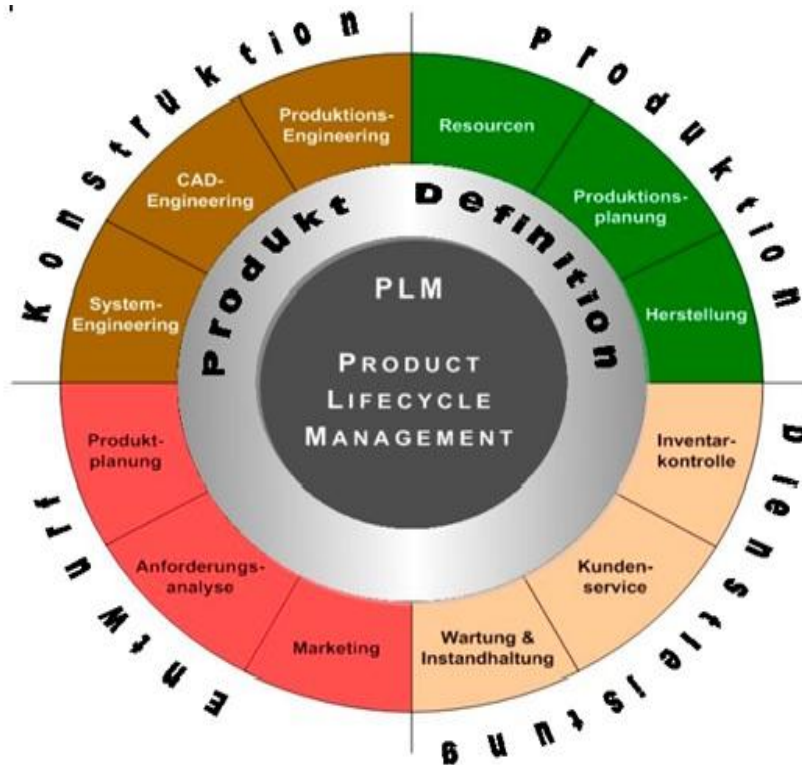 Konstruktion
Produktion
Produktions-
Engineering
Resourcen
CAD-
Engineering
Produktions-
planung
System-
Engineering
Herstellung
Produkt Definition
PLM
PRODUCT
LIFECYCLE
MANAGEMENT
Produkt-
planung
Inventar-
kontrolle
Anforderungs-
analyse
Kunden-
service
Marketing
Wartung &
Instandhaltung
Entwurf
Dienstleistung